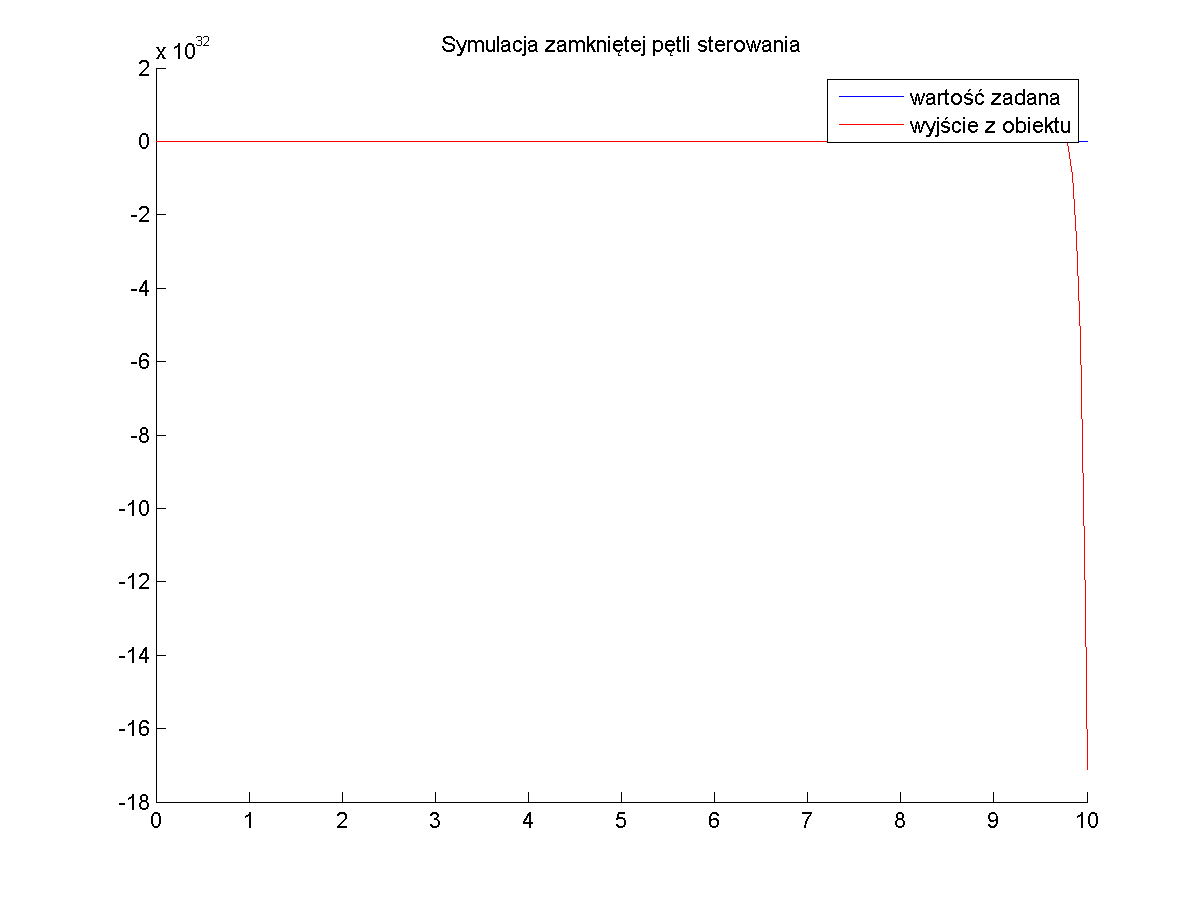 Symulacja zamkniętej pętli sterowania
x 10^32
wartość zadana
wyjście z obiektu
2
0
-2
-4
-6
-8
-10
-12
-14
-16
-18
0 1 2 3 4 5 6 7 8 9 10